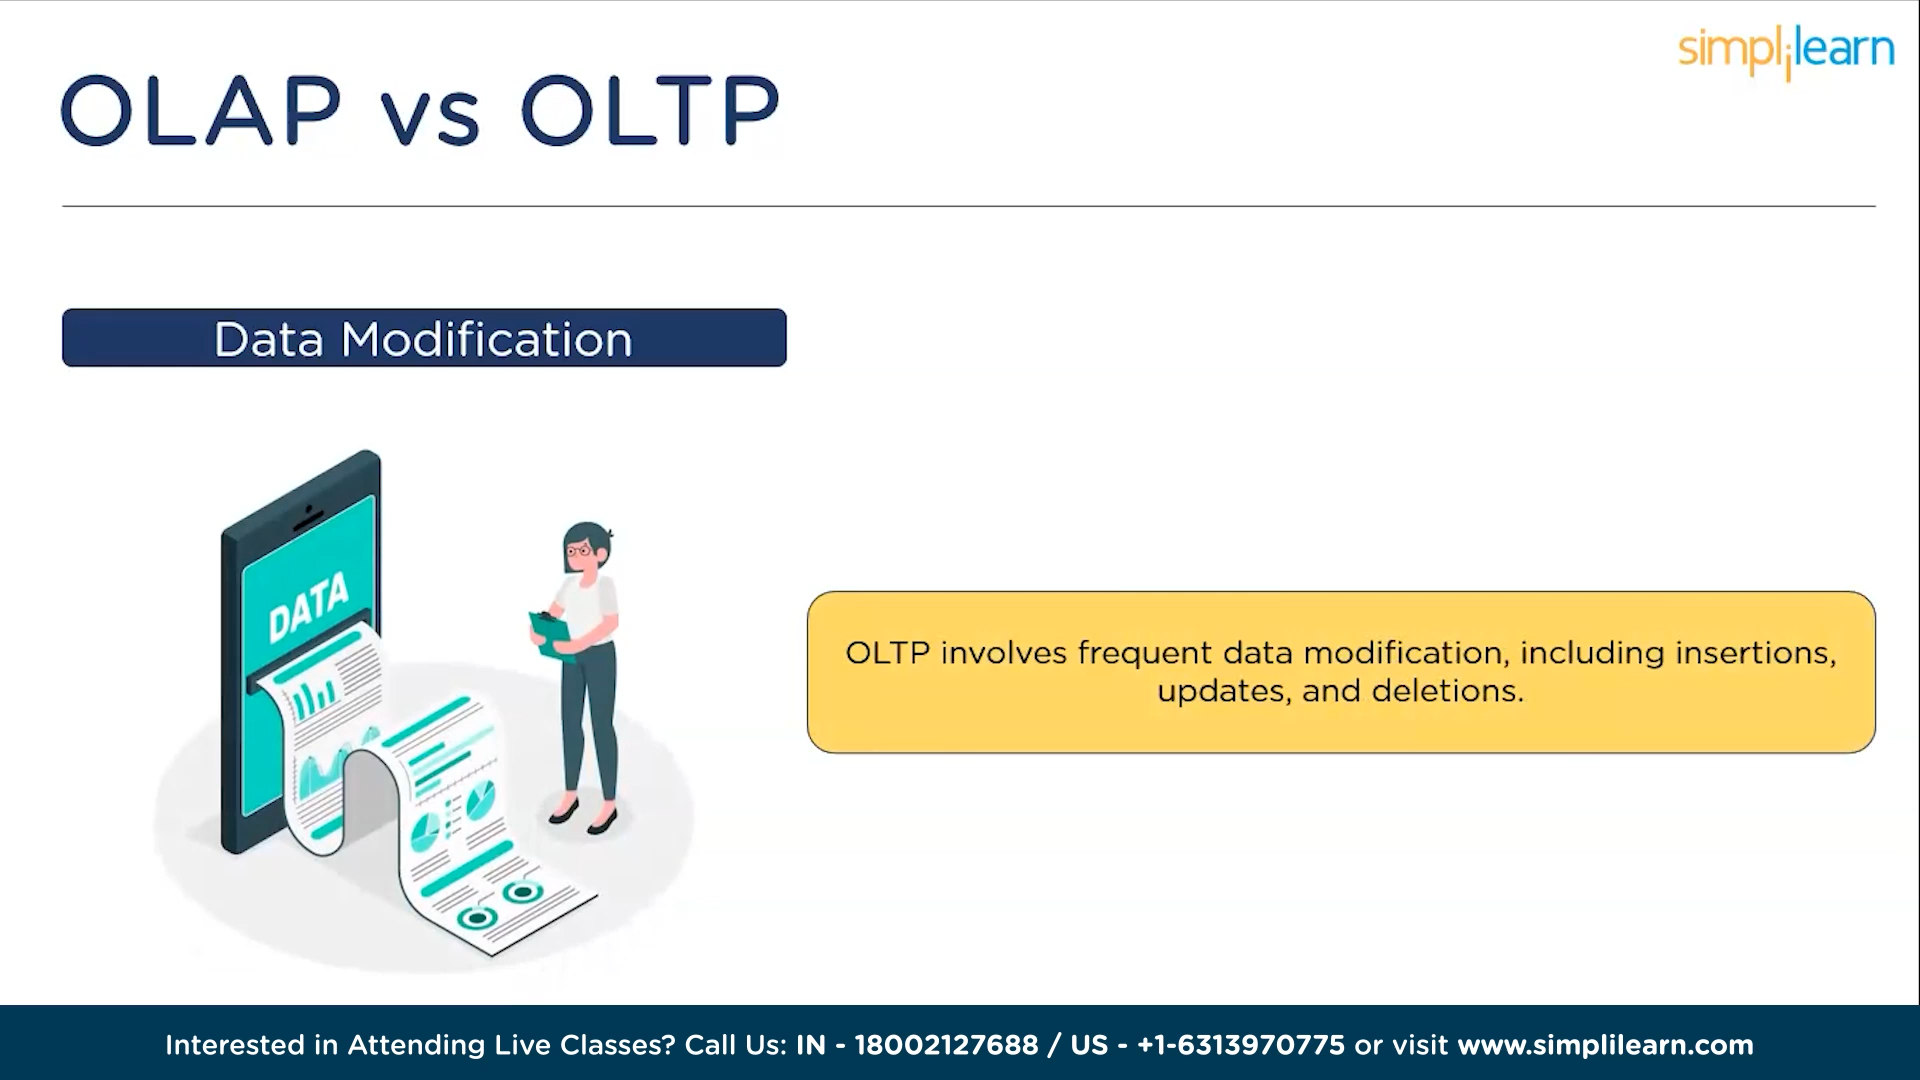 simplilearn
OLAP vs OLTP
Data Modification
DATA
OLTP involves frequent data modification, including insertions,
updates, and deletions.
Interested in Attending Live Classes? Call Us: IN - 18002127688 / US - +1-6313970775 or visit www.simplilearn.com